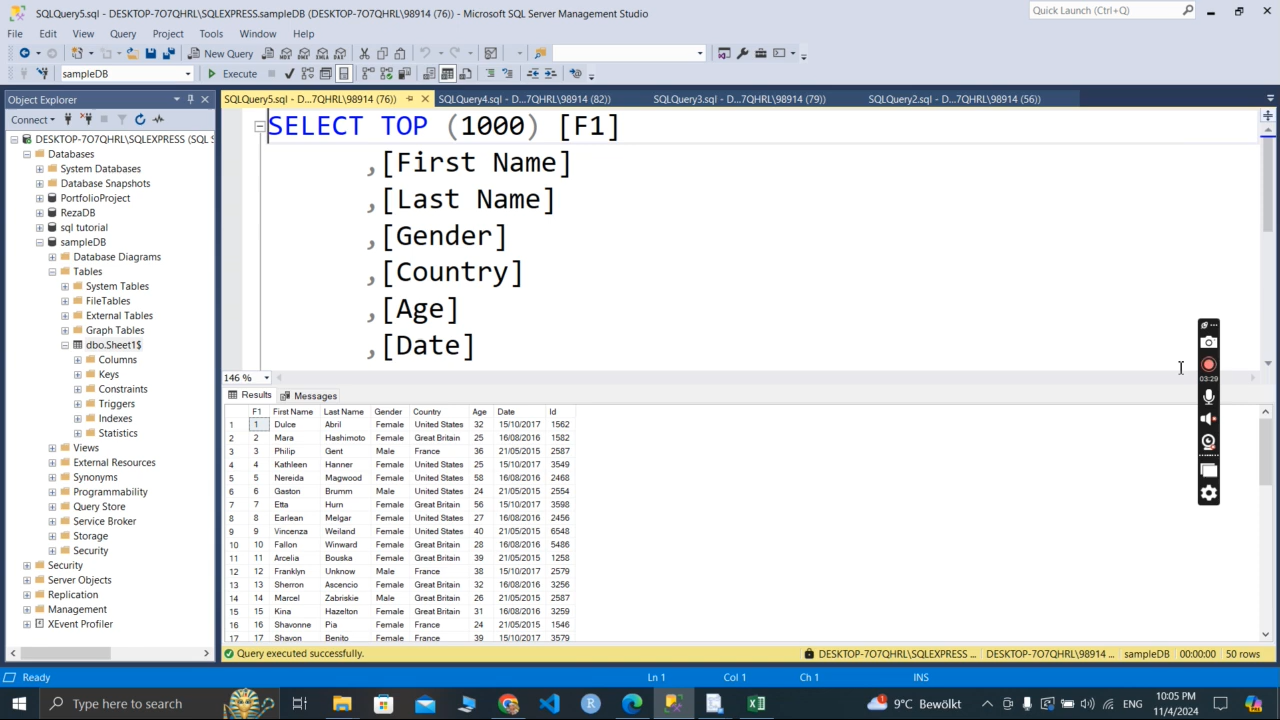 SQLQuery5.sql - DESKTOP-7O7QHRL\SQLEXPRESS.sampleDB (DESKTOP-7O7QHRL\98914 (76)) - Microsoft SQL Server Management Studio
Quick Launch (Ctrl+Q)
File Edit View Query Project Tools Window Help
New Query
sampleDB Execute
Object Explorer
SQLQuery5.sql - D...7QHRL\98914 (76)) SQLQuery4.sql - D...7QHRL\98914 (82)) SQLQuery3.sql - D...7QHRL\98914 (79)) SQLQuery2.sql - D...7QHRL\98914 (56))
Connect
DESKTOP-7O7QHRL\SQLEXPRESS (SQL S
Databases
System Databases
Database Snapshots
PortfolioProject
RezaDB
sql tutorial
sampleDB
Database Diagrams
Tables
System Tables
FileTables
External Tables
Graph Tables
dbo.Sheet1$
Columns
Keys
Constraints
Triggers
Indexes
Statistics
Views
External Resources
Synonyms
Programmability
Query Store
Service Broker
Storage
Security
Security
Server Objects
Replication
Management
XEvent Profiler
SELECT TOP (1000) [F1]
,[First Name]
,[Last Name]
,[Gender]
,[Country]
,[Age]
,[Date]
03:29
146 %
Results Messages
F1 First Name Last Name Gender Country Age Date Id
1 1 Dulce Abril Female United States 32 15/10/2017 1562
2 2 Mara Hashimoto Female Great Britain 25 16/08/2016 1582
3 3 Philip Gent Male France 36 21/05/2015 2587
4 4 Kathleen Hanner Female United States 25 15/10/2017 3549
5 5 Nereida Magwood Female United States 58 16/08/2016 2468
6 6 Gaston Brumm Male United States 24 21/05/2015 2554
7 7 Etta Hurn Female Great Britain 56 15/10/2017 3598
8 8 Earlean Melgar Female United States 27 16/08/2016 2456
9 9 Vincenza Weiland Female United States 40 21/05/2015 6548
10 10 Fallon Winward Female Great Britain 28 16/08/2016 5486
11 11 Arcelia Bouska Female Great Britain 39 21/05/2015 1258
12 12 Franklyn Unknow Male France 38 15/10/2017 2579
13 13 Sherron Ascencio Female Great Britain 32 16/08/2016 3256
14 14 Marcel Zabriskie Male Great Britain 26 21/05/2015 2587
15 15 Kina Hazelton Female Great Britain 31 16/08/2016 3259
16 16 Shavonne Pia Female France 24 21/05/2015 1546
17 17 Shavon Benito Female France 39 15/10/2017 3579
Query executed successfully. DESKTOP-7O7QHRL\SQLEXPRESS ... DESKTOP-7O7QHRL\98914 ... sampleDB 00:00:00 50 rows
Ready Ln 1 Col 1 Ch 1 INS
Type here to search 9°C Bewölkt ENG 10:05 PM
11/4/2024